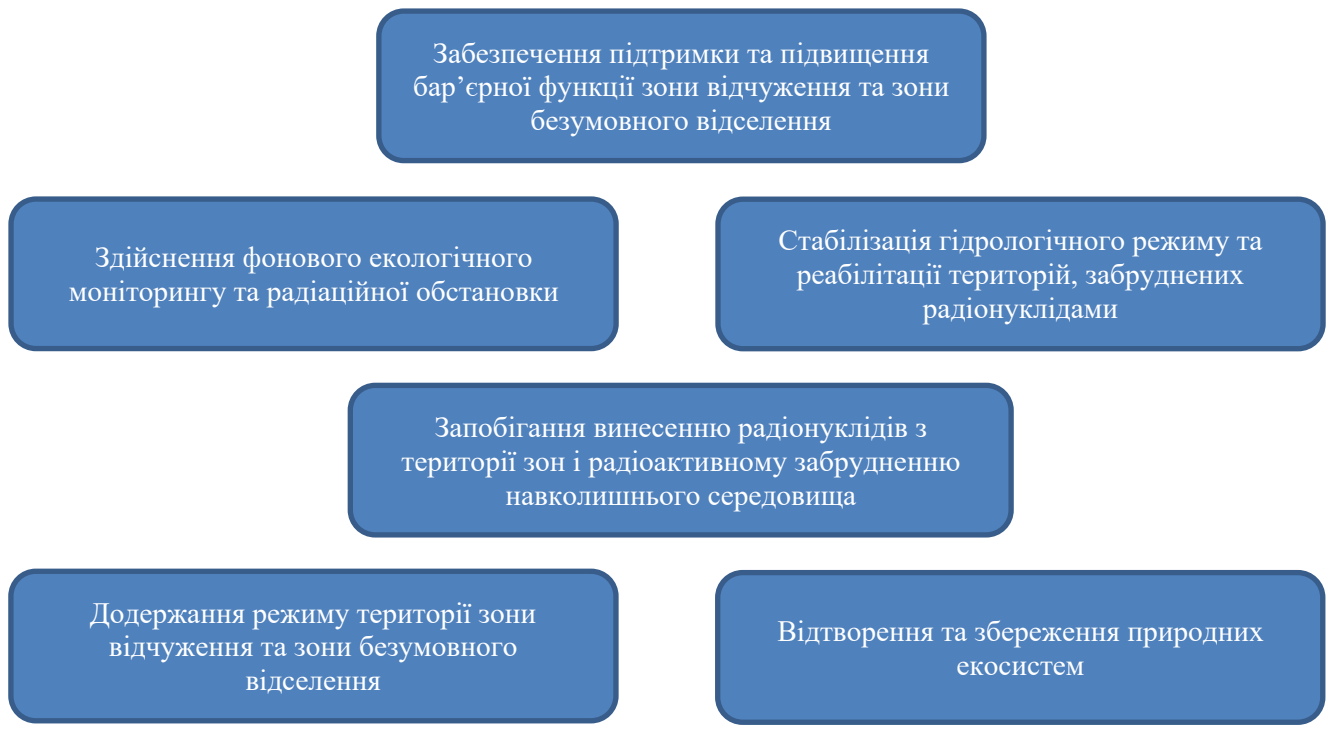 Забезпечення підтримки та підвищення
бар’єрної функції зони відчуження та зони
безумовного відселення
Здійснення фонового екологічного
моніторингу та радіаційної обстановки
Стабілізація гідрологічного режиму та
реабілітації територій, забруднених
радіонуклідами
Запобігання винесенню радіонуклідів з
території зон і радіоактивному забрудненню
навколишнього середовища
Додержання режиму території зони
відчуження та зони безумовного
відселення
Відтворення та збереження природних
екосистем